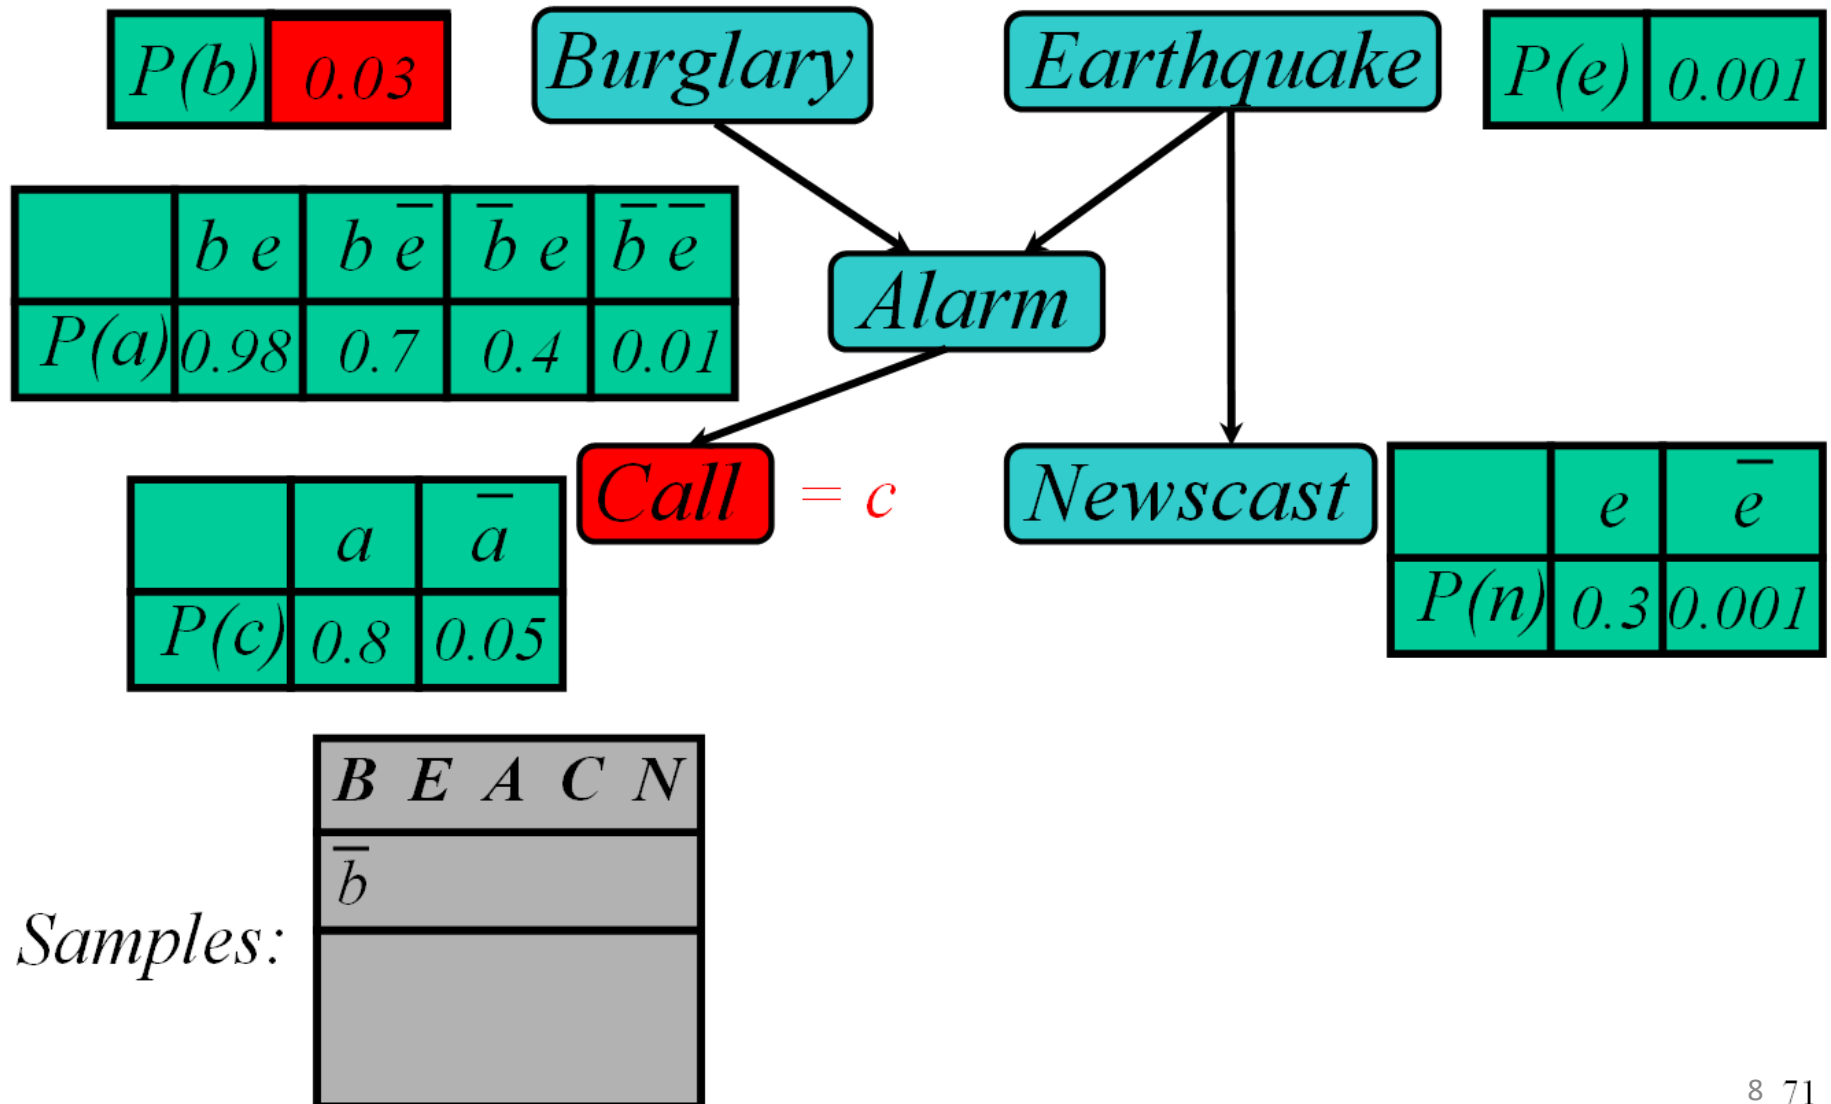 P(b) 0.03
Burglary
Earthquake
P(e) 0.001
b e b e̅ b̅ e b̅ e̅
P(a) 0.98 0.7 0.4 0.01
Alarm
Call = c
Newscast
a a̅
P(c) 0.8 0.05
e e̅
P(n) 0.3 0.001
B E A C N
b̅
Samples:
8 71